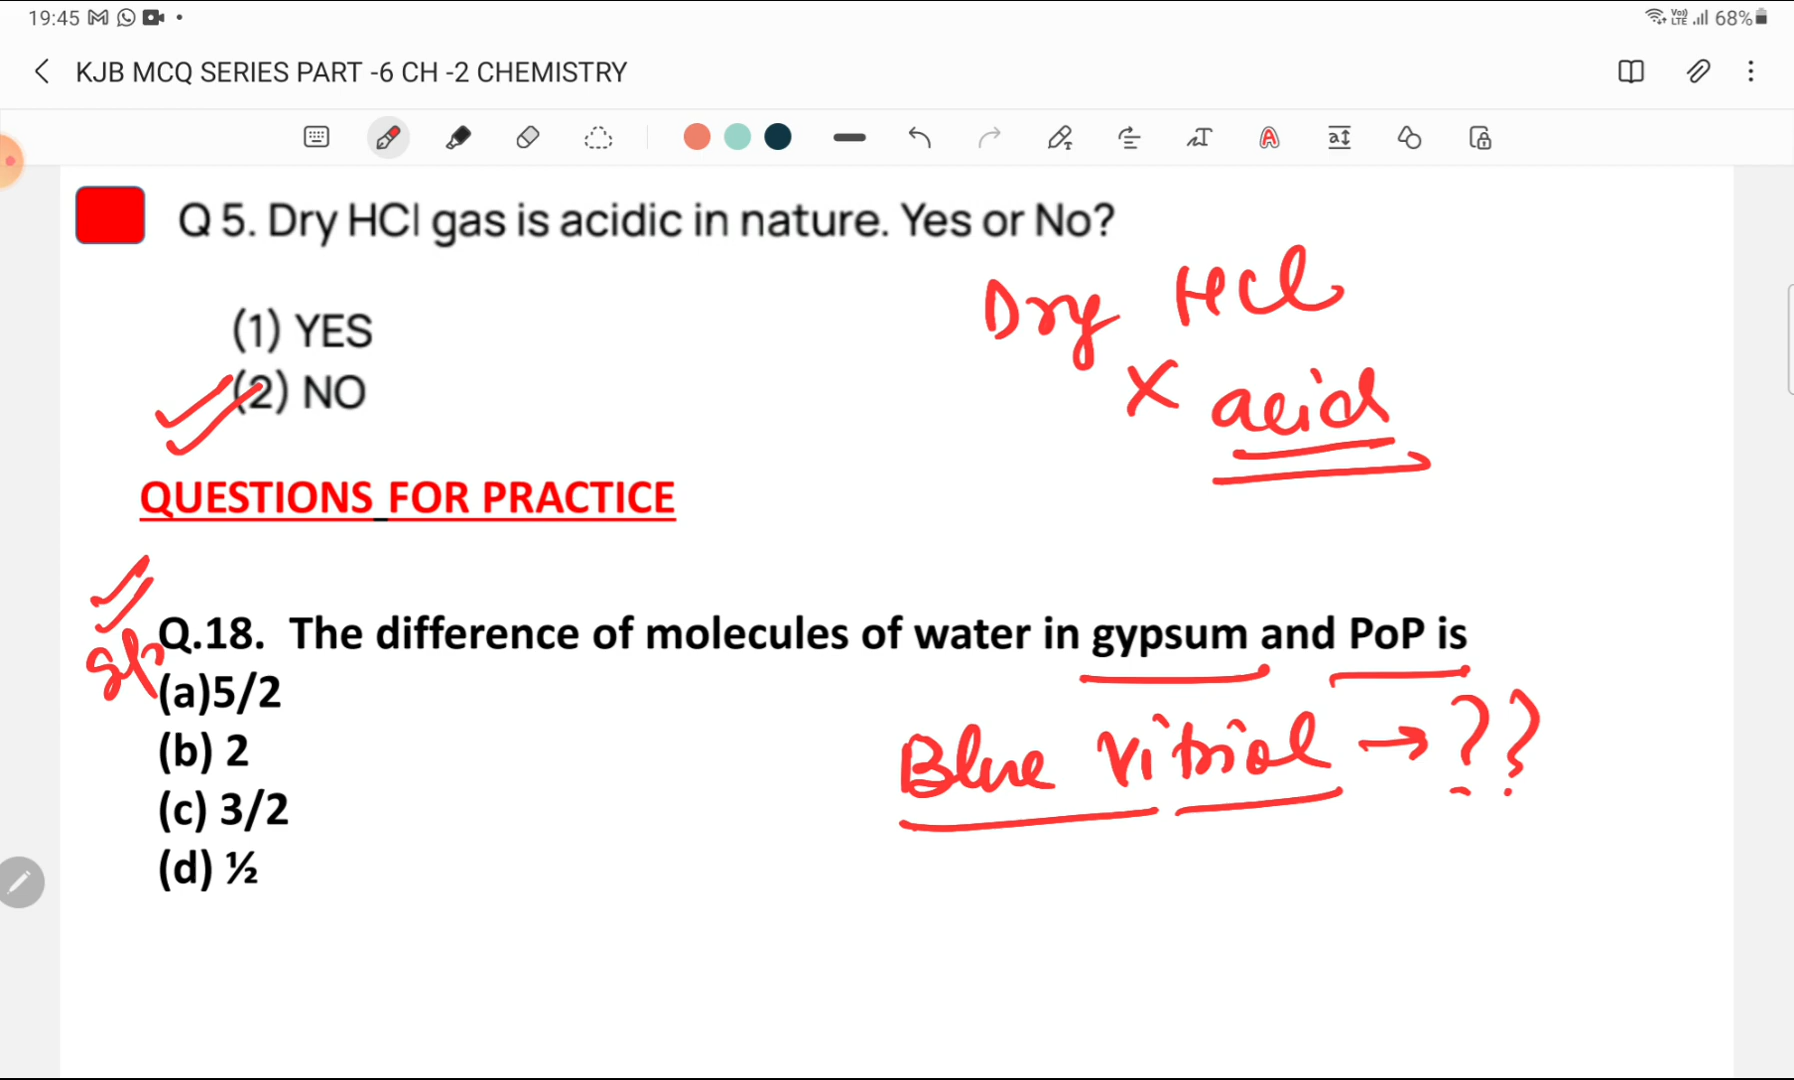 19:45
68%
KJB MCQ SERIES PART -6 CH -2 CHEMISTRY
Q 5. Dry HCl gas is acidic in nature. Yes or No?
Dry HCl
(1) YES
(2) NO
X acid
QUESTIONS FOR PRACTICE
Q.18. The difference of molecules of water in gypsum and PoP is
(a)5/2
(b) 2
Blue Vitriol → ??
(c) 3/2
(d) ½